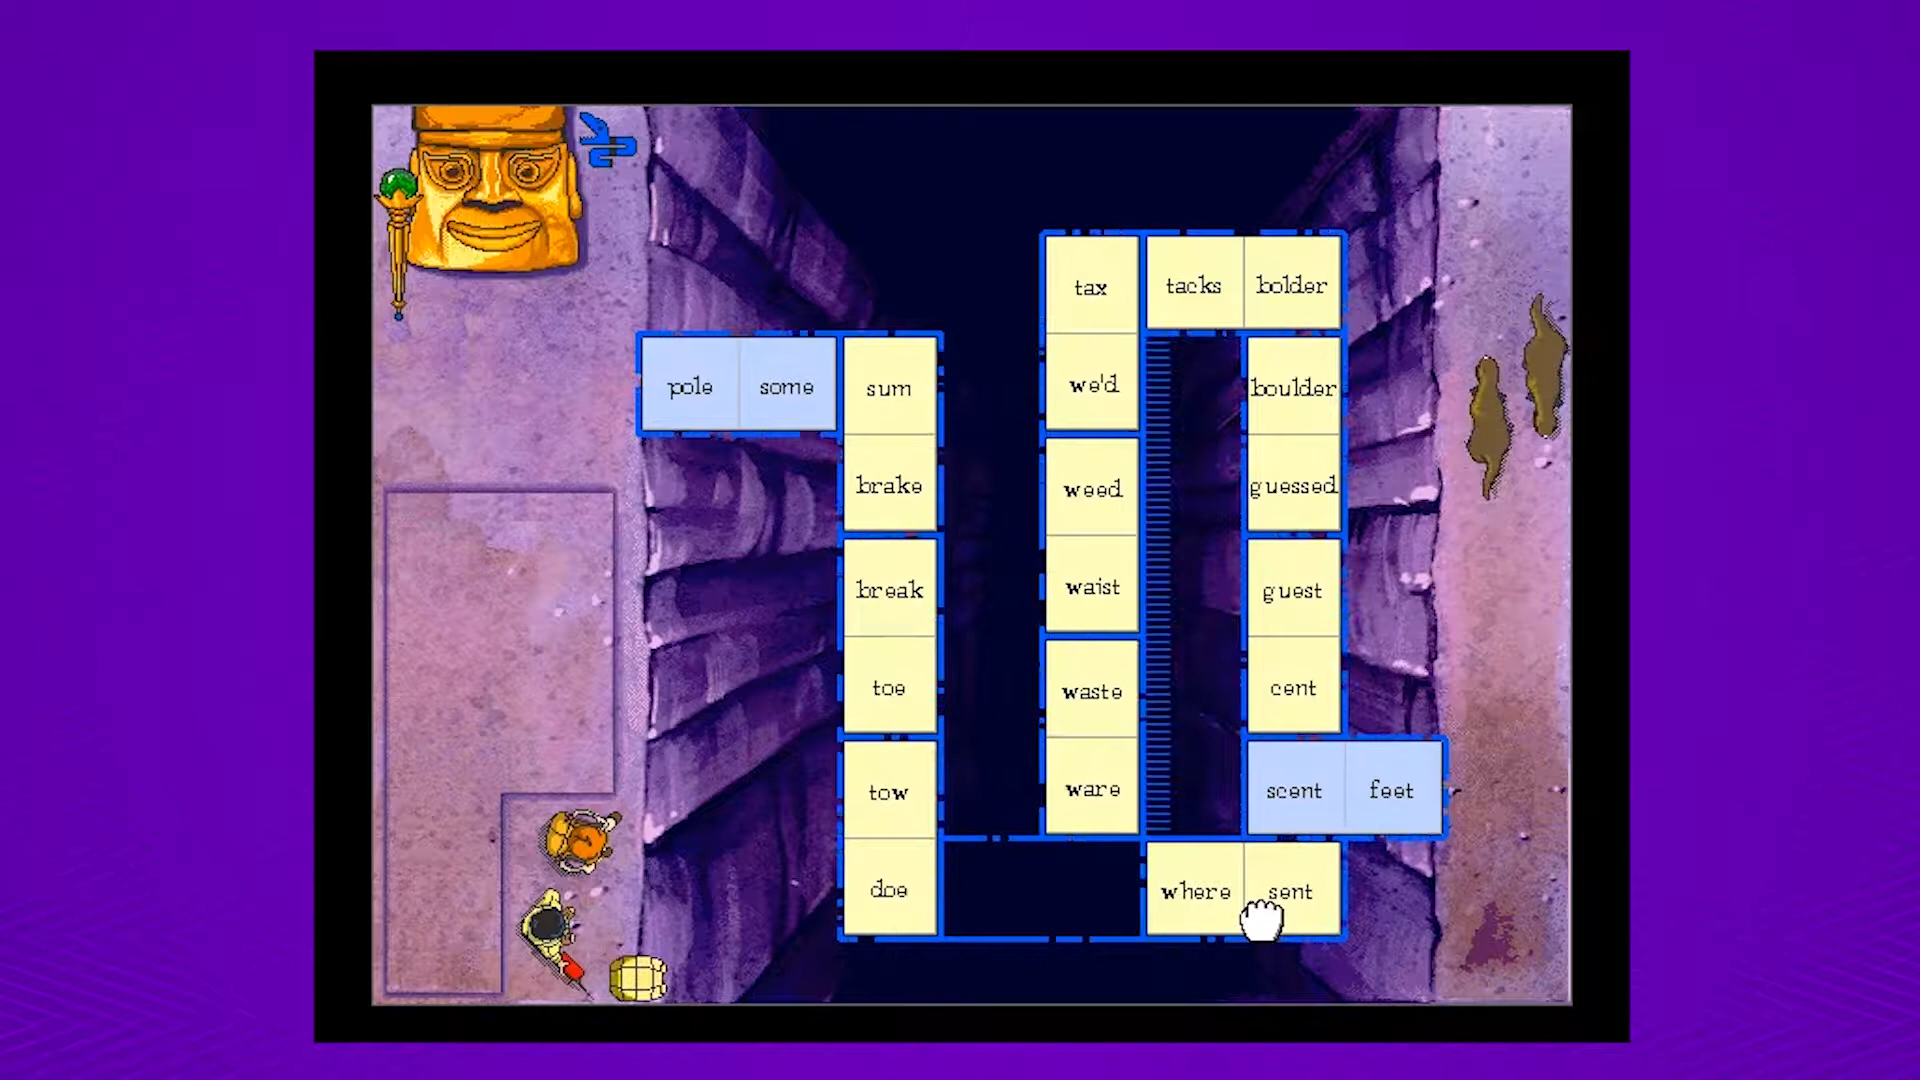 tax tacks bolder
pole some sum we'd boulder
brake weed guessed
break waist guest
toe waste cent
tow ware scent feet
doe where sent